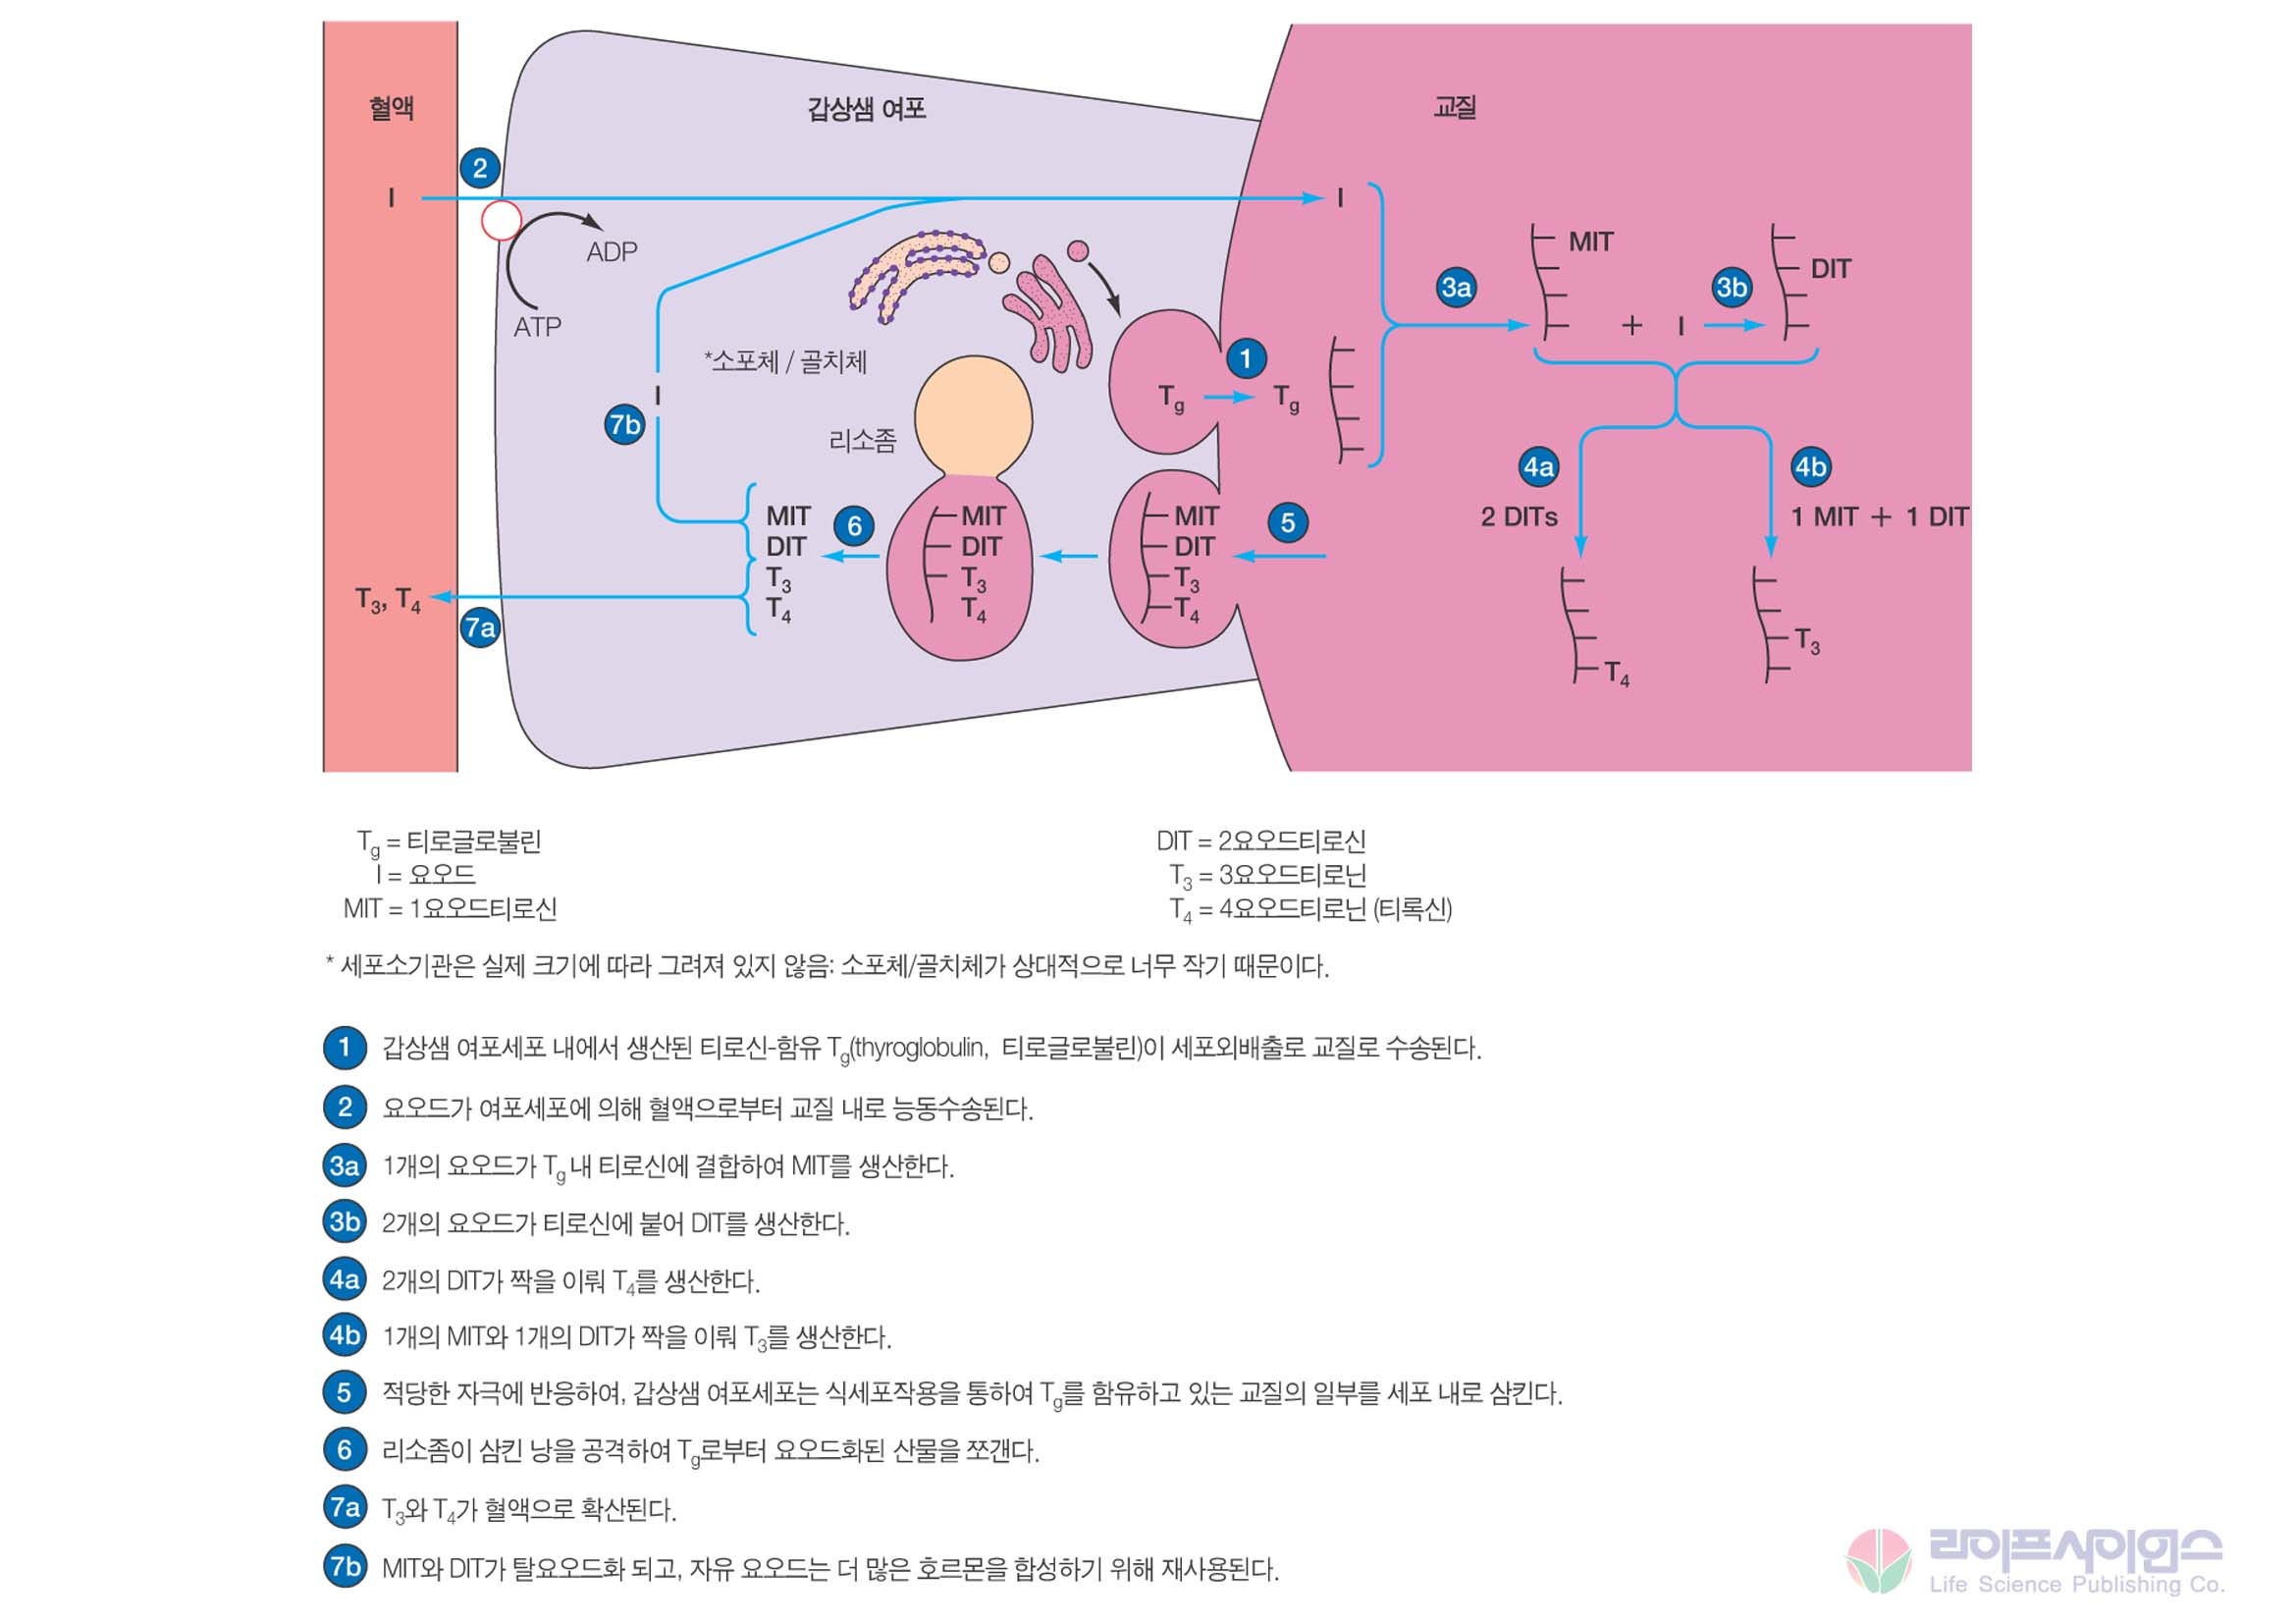 혈액
갑상샘 여포
교질
2
I
I
ADP
ATP
MIT
DIT
3a
3b
+ I
*소포체 / 골치체
1
I
Tg
Tg
7b
리소좀
4a
4b
2 DITs
1 MIT + 1 DIT
MIT
DIT
T3
T4
6
MIT
DIT
T3
T4
MIT
DIT
T3
T4
5
T3, T4
7a
T4
T3
Tg = 티로글로불린
I = 요오드
MIT = 1요오드티로신
DIT = 2요오드티로신
T3 = 3요오드티로닌
T4 = 4요오드티로닌 (티록신)
* 세포소기관은 실제 크기에 따라 그려져 있지 않음: 소포체/골치체가 상대적으로 너무 작기 때문이다.
1 갑상샘 여포세포 내에서 생산된 티로신-함유 Tg(thyroglobulin, 티로글로불린)이 세포외배출로 교질로 수송된다.
2 요오드가 여포세포에 의해 혈액으로부터 교질 내로 능동수송된다.
3a 1개의 요오드가 Tg 내 티로신에 결합하여 MIT를 생산한다.
3b 2개의 요오드가 티로신에 붙어 DIT를 생산한다.
4a 2개의 DIT가 짝을 이뤄 T4를 생산한다.
4b 1개의 MIT와 1개의 DIT가 짝을 이뤄 T3를 생산한다.
5 적당한 자극에 반응하여, 갑상샘 여포세포는 식세포작용을 통하여 Tg를 함유하고 있는 교질의 일부를 세포 내로 삼킨다.
6 리소좀이 삼킨 낭을 공격하여 Tg로부터 요오드화된 산물을 쪼갠다.
7a T3와 T4가 혈액으로 확산된다.
7b MIT와 DIT가 탈요오드화 되고, 자유 요오드는 더 많은 호르몬을 합성하기 위해 재사용된다.
라이프사이언스
Life Science Publishing Co.